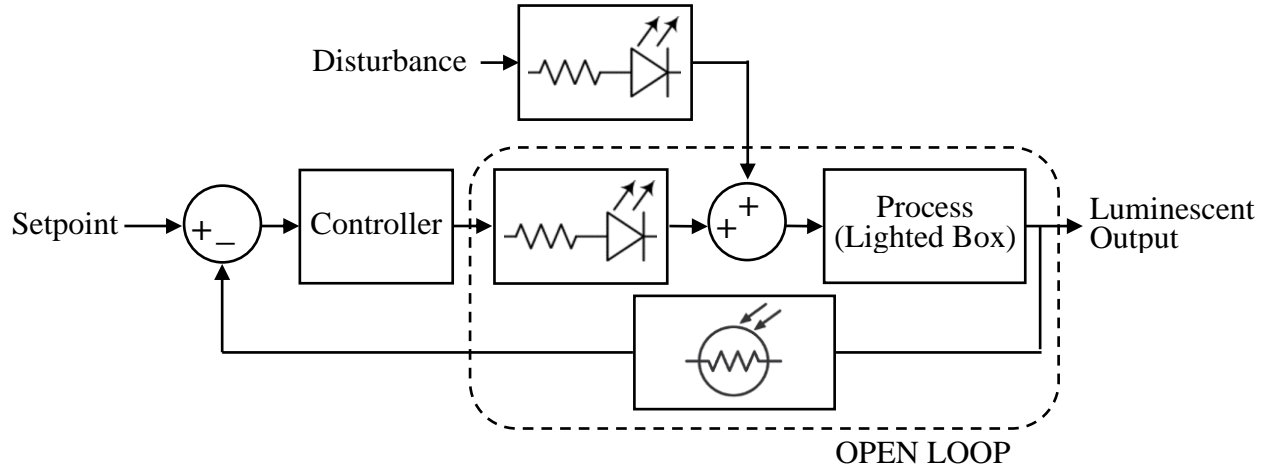 Disturbance
Setpoint
+
−
Controller
+
+
Process
(Lighted Box)
Luminescent
Output
OPEN LOOP